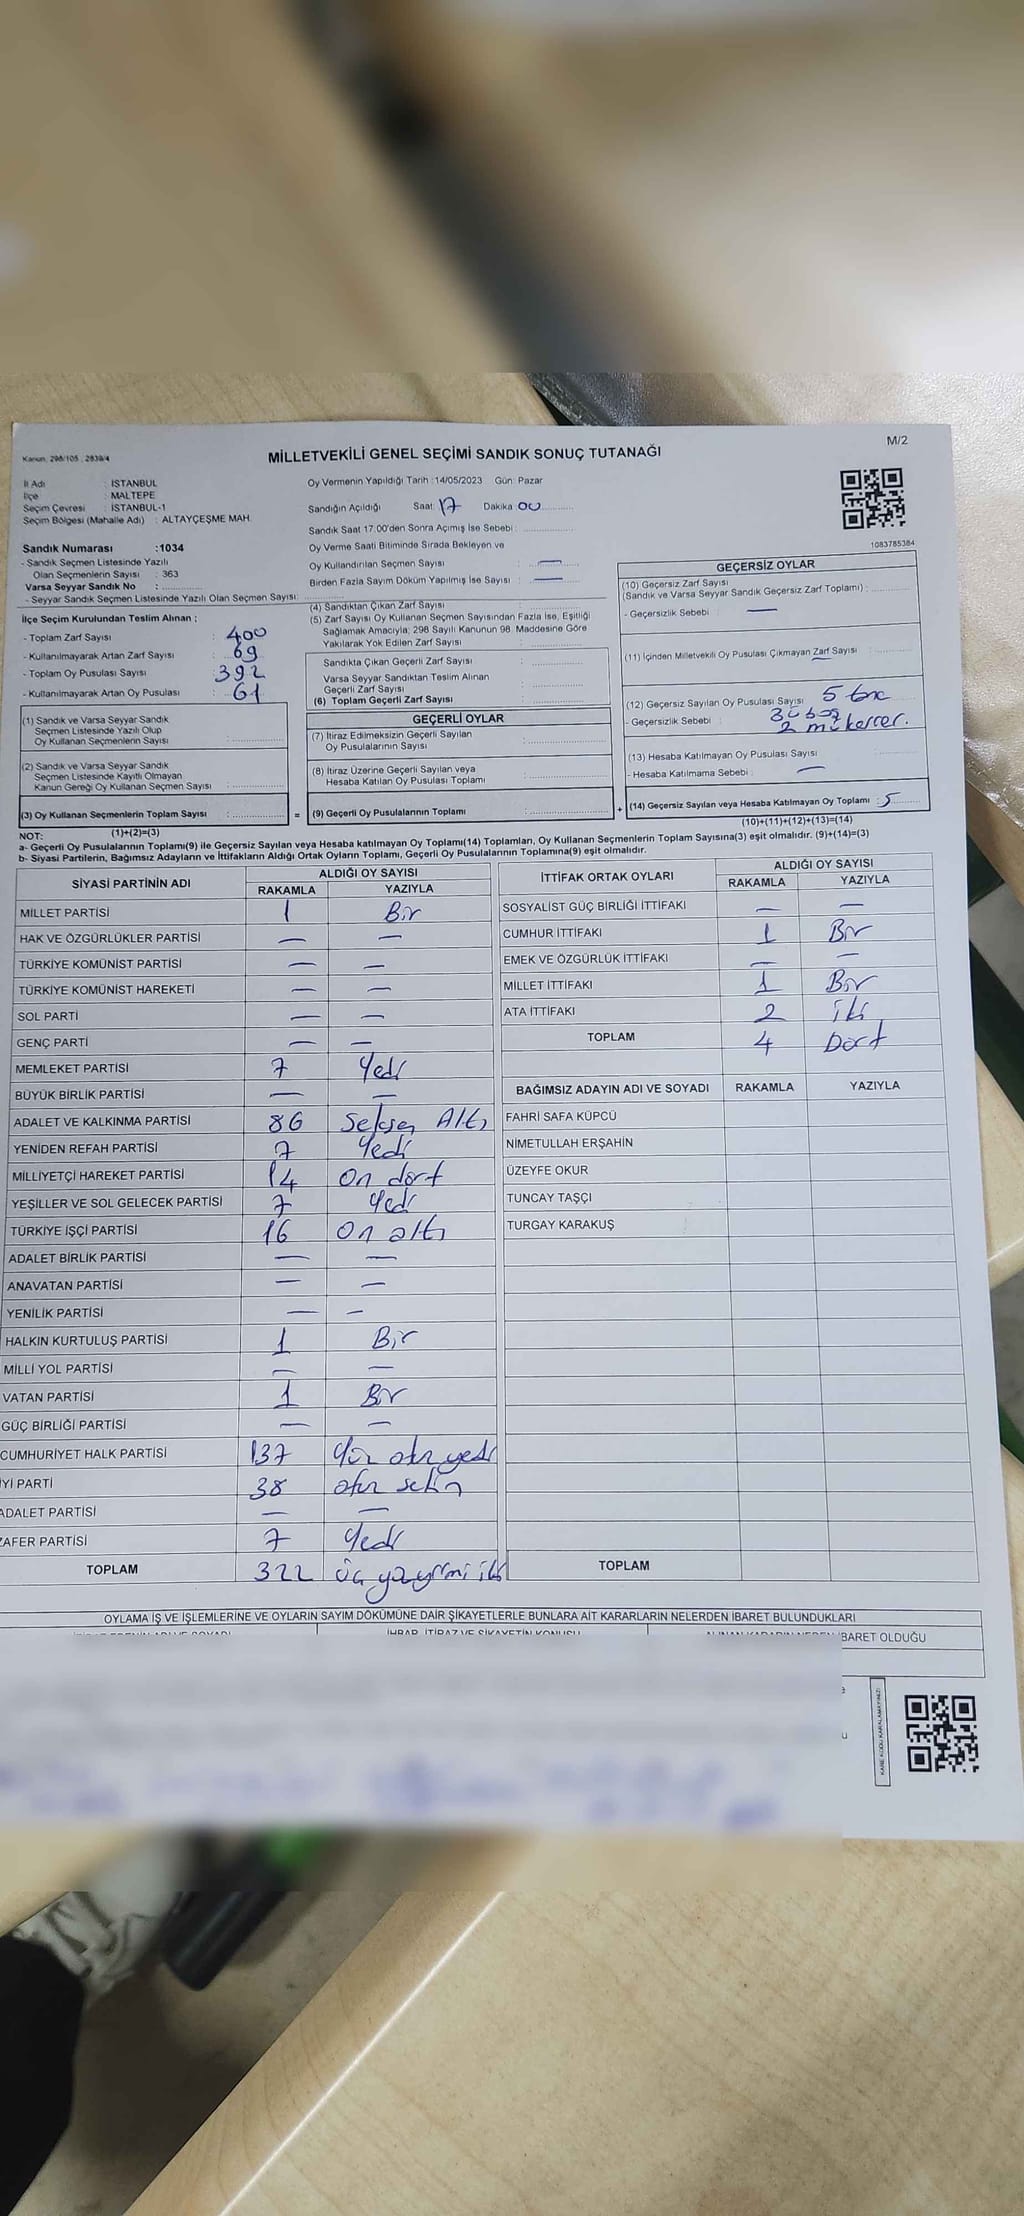 Kanun: 298/105 ; 2839/4
M/2
MİLLETVEKİLİ GENEL SEÇİMİ SANDIK SONUÇ TUTANAĞI
İl Adı : İSTANBUL
İlçe : MALTEPE
Seçim Çevresi : İSTANBUL-1
Seçim Bölgesi (Mahalle Adı) : ALTAYÇEŞME MAH.
Sandık Numarası :1034
- Sandık Seçmen Listesinde Yazılı
Olan Seçmenlerin Sayısı : 363
Varsa Seyyar Sandık No :
- Seyyar Sandık Seçmen Listesinde Yazılı Olan Seçmen Sayısı:
Oy Vermenin Yapıldığı Tarih :14/05/2023 Gün: Pazar
Sandığın Açıldığı Saat: 17 Dakika 00
Sandık Saat 17.00'den Sonra Açımış İse Sebebi :
Oy Verme Saati Bitiminde Sırada Bekleyen ve
Oy Kullandırılan Seçmen Sayısı : —
Birden Fazla Sayım Döküm Yapılmış İse Sayısı : —
1083785384
İlçe Seçim Kurulundan Teslim Alınan ;
- Toplam Zarf Sayısı : 400
- Kullanılmayarak Artan Zarf Sayısı : 69
- Toplam Oy Pusulası Sayısı : 392
- Kullanılmayarak Artan Oy Pusulası : 61
(1) Sandık ve Varsa Seyyar Sandık
Seçmen Listesinde Yazılı Olup
Oy Kullanan Seçmenlerin Sayısı :
(2) Sandık ve Varsa Seyyar Sandık
Seçmen Listesinde Kayıtlı Olmayan
Kanun Gereği Oy Kullanan Seçmen Sayısı :
(3) Oy Kullanan Seçmenlerin Toplam Sayısı : =
(4) Sandıktan Çıkan Zarf Sayısı :
(5) Zarf Sayısı Oy Kullanan Seçmen Sayısından Fazla İse, Eşitliği
Sağlamak Amacıyla; 298 Sayılı Kanunun 98. Maddesine Göre
Yakılarak Yok Edilen Zarf Sayısı :
Sandıkta Çıkan Geçerli Zarf Sayısı :
Varsa Seyyar Sandıktan Teslim Alınan
Geçerli Zarf Sayısı :
(6) Toplam Geçerli Zarf Sayısı :
GEÇERLİ OYLAR
(7) İtiraz Edilmeksizin Geçerli Sayılan
Oy Pusulalarının Sayısı :
(8) İtiraz Üzerine Geçerli Sayılan veya
Hesaba Katılan Oy Pusulası Toplamı :
(9) Geçerli Oy Pusulalarının Toplamı : +
GEÇERSİZ OYLAR
(10) Geçersiz Zarf Sayısı
(Sandık ve Varsa Seyyar Sandık Geçersiz Zarf Toplamı) :
- Geçersizlik Sebebi : —
(11) İçinden Milletvekili Oy Pusulası Çıkmayan Zarf Sayısı : —
(12) Geçersiz Sayılan Oy Pusulası Sayısı : 5
- Geçersizlik Sebebi : 3ü boş
2 mükerrer.
(13) Hesaba Katılmayan Oy Pusulası Sayısı :
- Hesaba Katılmama Sebebi : —
(14) Geçersiz Sayılan veya Hesaba Katılmayan Oy Toplamı : 5
(10)+(11)+(12)+(13)=(14)
NOT: (1)+(2)=(3)
a- Geçerli Oy Pusulalarının Toplamı(9) ile Geçersiz Sayılan veya Hesaba katılmayan Oy Toplamı(14) Toplamları, Oy Kullanan Seçmenlerin Toplam Sayısına(3) eşit olmalıdır. (9)+(14)=(3)
b- Siyasi Partilerin, Bağımsız Adayların ve İttifakların Aldığı Ortak Oyların Toplamı, Geçerli Oy Pusulalarının Toplamına(9) eşit olmalıdır.
SİYASİ PARTİNİN ADI ALDIĞI OY SAYISI
RAKAMLA YAZIYLA
MİLLET PARTİSİ 1 Bir
HAK VE ÖZGÜRLÜKLER PARTİSİ — —
TÜRKİYE KOMÜNİST PARTİSİ — —
TÜRKİYE KOMÜNİST HAREKETİ — —
SOL PARTİ — —
GENÇ PARTİ — —
MEMLEKET PARTİSİ 7 Yedi
BÜYÜK BİRLİK PARTİSİ — —
ADALET VE KALKINMA PARTİSİ 86 Seksen Altı
YENİDEN REFAH PARTİSİ 7 Yedi
MİLLİYETÇİ HAREKET PARTİSİ 14 On dört
YEŞİLLER VE SOL GELECEK PARTİSİ 7 Yedi
TÜRKİYE İŞÇİ PARTİSİ 16 On altı
ADALET BİRLİK PARTİSİ — —
ANAVATAN PARTİSİ — —
YENİLİK PARTİSİ — —
HALKIN KURTULUŞ PARTİSİ 1 Bir
MİLLİ YOL PARTİSİ — —
VATAN PARTİSİ 1 Bir
GÜÇ BİRLİĞİ PARTİSİ — —
CUMHURİYET HALK PARTİSİ 137 Yüz otuz yedi
İYİ PARTİ 38 otuz sekiz
ADALET PARTİSİ — —
ZAFER PARTİSİ 7 Yedi
TOPLAM 322 üç yüz yirmi iki
İTTİFAK ORTAK OYLARI ALDIĞI OY SAYISI
RAKAMLA YAZIYLA
SOSYALİST GÜÇ BİRLİĞİ İTTİFAKI — —
CUMHUR İTTİFAKI 1 Bir
EMEK VE ÖZGÜRLÜK İTTİFAKI — —
MİLLET İTTİFAKI 1 Bir
ATA İTTİFAKI 2 iki
TOPLAM 4 Dört
BAĞIMSIZ ADAYIN ADI VE SOYADI RAKAMLA YAZIYLA
FAHRİ SAFA KÜPCÜ
NİMETULLAH ERŞAHİN
ÜZEYFE OKUR
TUNCAY TAŞÇI
TURGAY KARAKUŞ
TOPLAM
OYLAMA İŞ VE İŞLEMLERİNE VE OYLARIN SAYIM DÖKÜMÜNE DAİR ŞİKAYETLERLE BUNLARA AİT KARARLARIN NELERDEN İBARET BULUNDUKLARI
İHBAR, İTİRAZ VE ŞİKAYETİN KONUSU
BARET OLDUĞU
KARE KODU KARALAMAYINIZ!